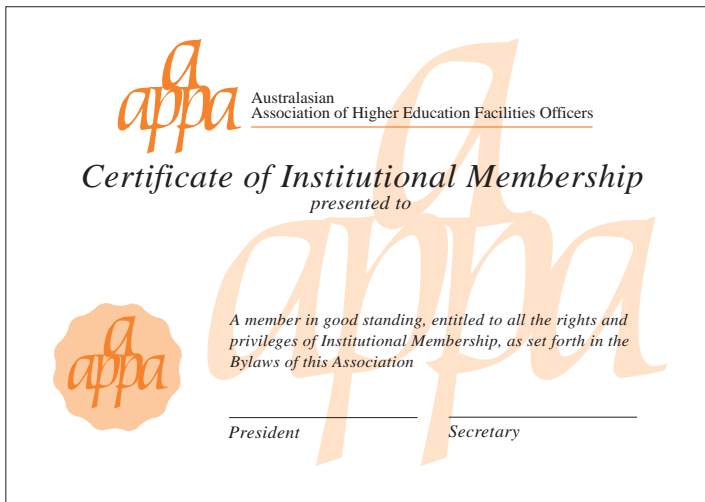 a
appa
Australasian
Association of Higher Education Facilities Officers
Certificate of Institutional Membership
presented to
a
appa
A member in good standing, entitled to all the rights and
privileges of Institutional Membership, as set forth in the
Bylaws of this Association
a
appa
President
Secretary